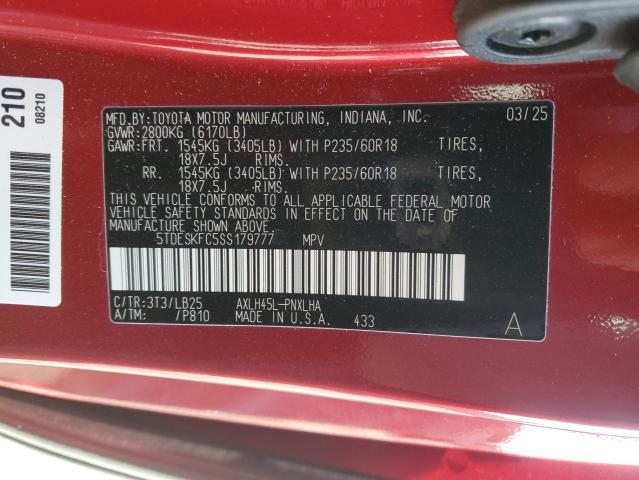 210
08210
MFD.BY:TOYOTA MOTOR MANUFACTURING, INDIANA, INC. 03/25
GVWR:2800KG (6170LB)
GAWR:FRT. 1545KG (3405LB) WITH P235/60R18 TIRES,
18X7.5J RIMS.
RR. 1545KG (3405LB) WITH P235/60R18 TIRES,
18X7.5J RIMS.
THIS VEHICLE CONFORMS TO ALL APPLICABLE FEDERAL MOTOR
VEHICLE SAFETY STANDARDS IN EFFECT ON THE DATE OF
MANUFACTURE SHOWN ABOVE.
5TDESKFC5SS179777 MPV
C/TR:3T3/LB25 AXLH45L-PNXLHA
A/TM: /P810 MADE IN U.S.A. 433 A